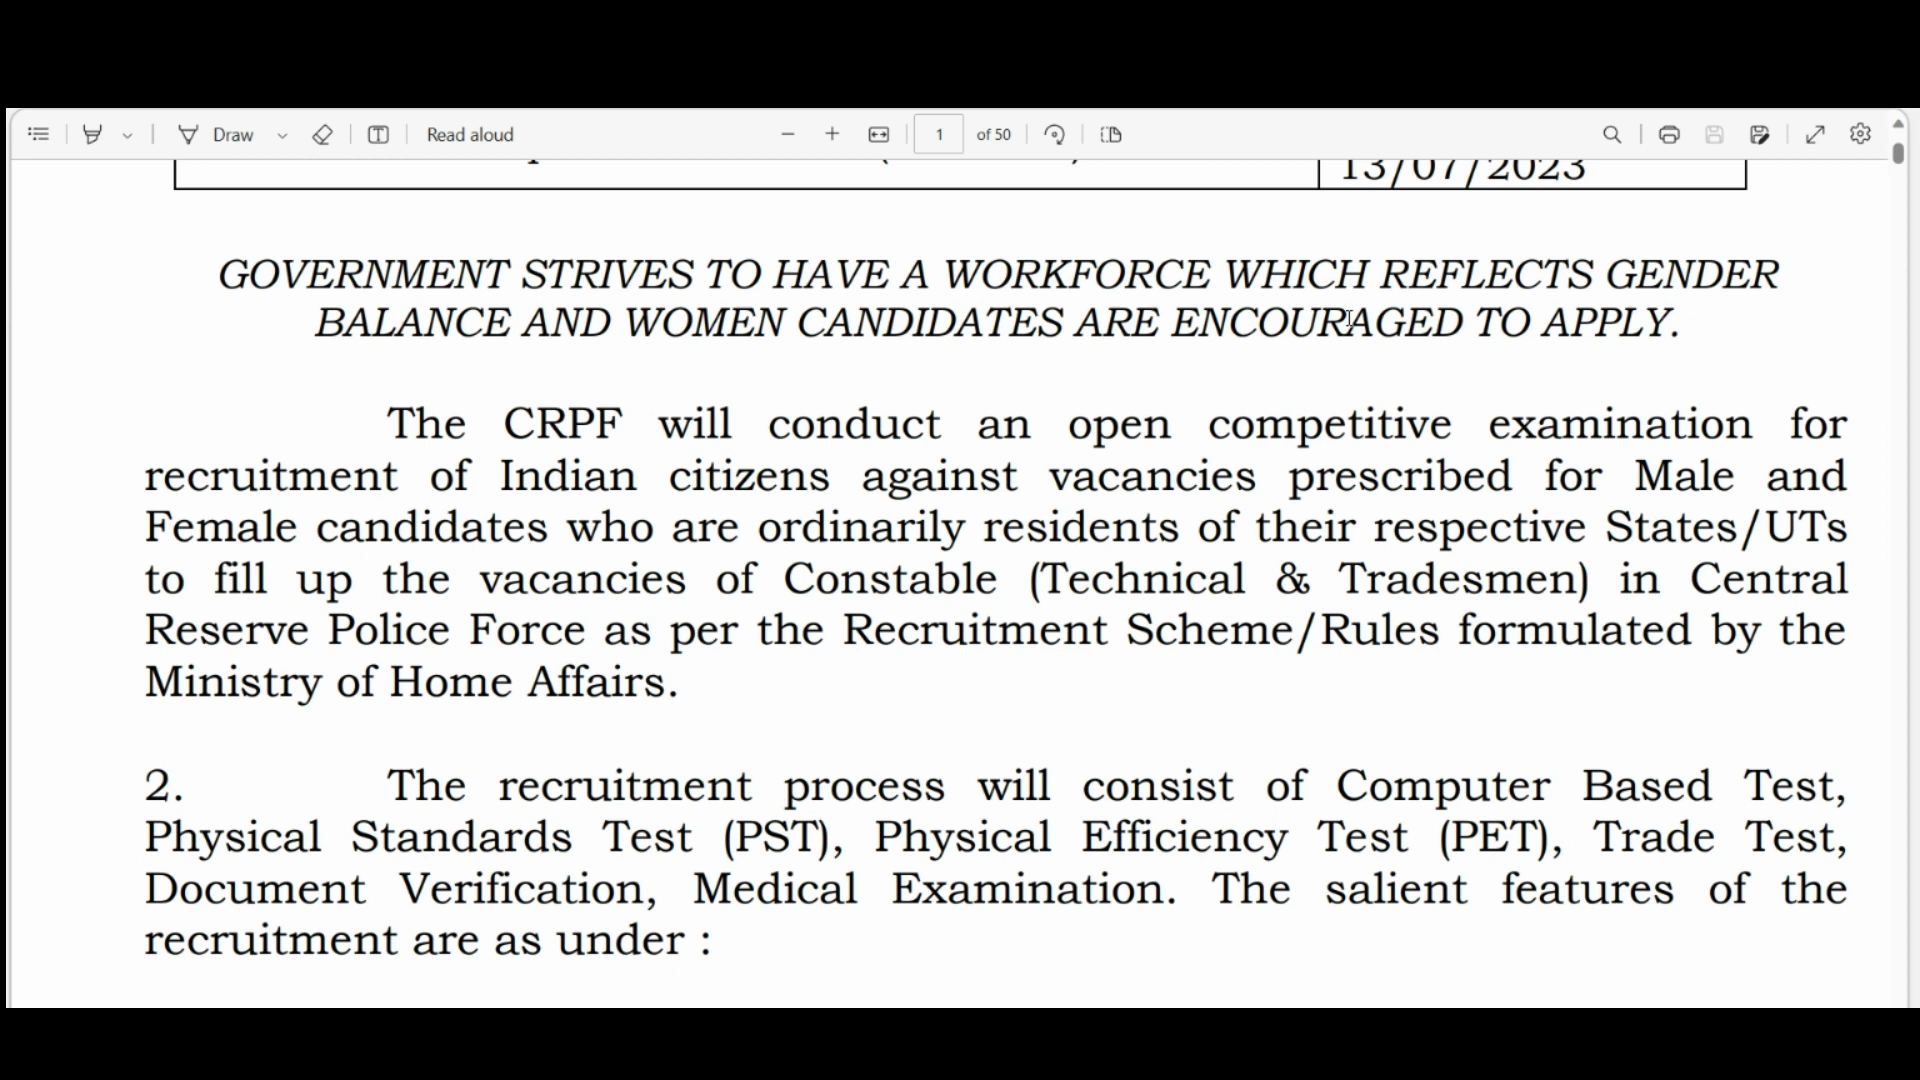 Draw
Read aloud
1 of 50
13/07/2023
GOVERNMENT STRIVES TO HAVE A WORKFORCE WHICH REFLECTS GENDER
BALANCE AND WOMEN CANDIDATES ARE ENCOURAGED TO APPLY.
The CRPF will conduct an open competitive examination for
recruitment of Indian citizens against vacancies prescribed for Male and
Female candidates who are ordinarily residents of their respective States/UTs
to fill up the vacancies of Constable (Technical & Tradesmen) in Central
Reserve Police Force as per the Recruitment Scheme/Rules formulated by the
Ministry of Home Affairs.
2. The recruitment process will consist of Computer Based Test,
Physical Standards Test (PST), Physical Efficiency Test (PET), Trade Test,
Document Verification, Medical Examination. The salient features of the
recruitment are as under :